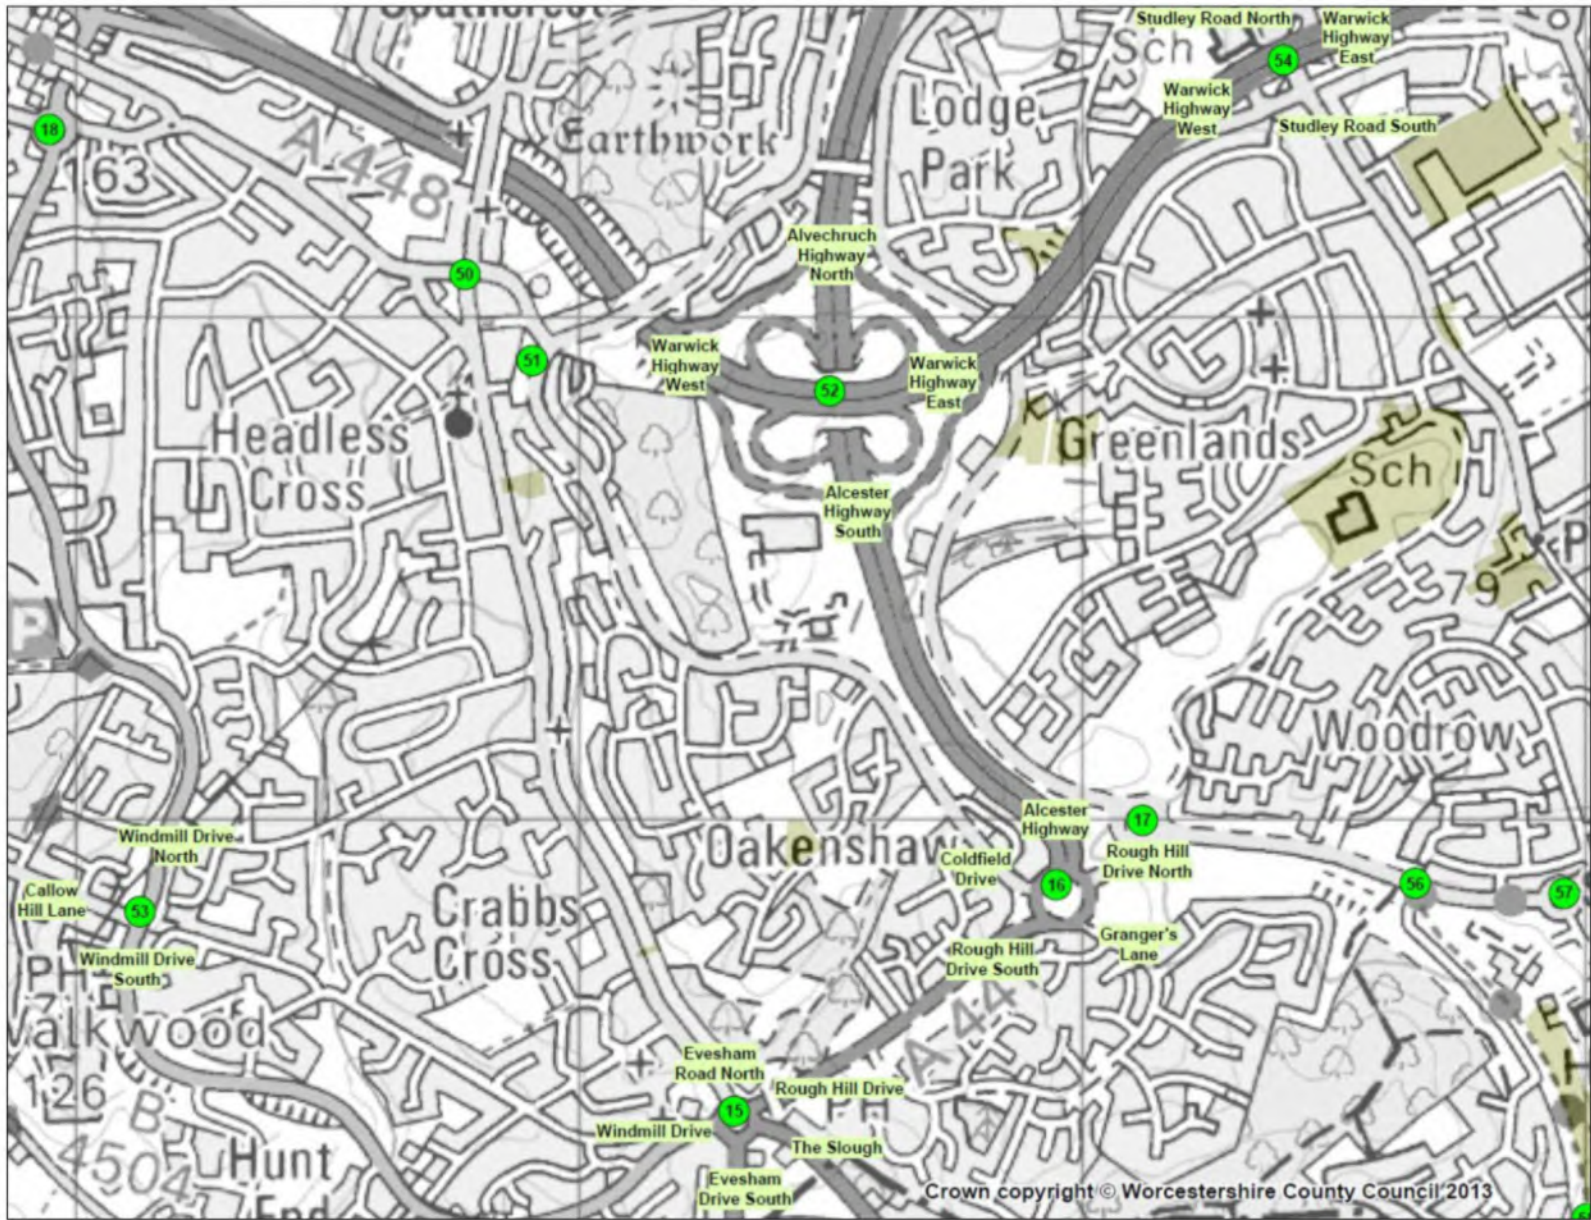 Southcrest
Studley Road North
Warwick
Highway
East
Sch
54
Warwick
Highway
West
Studley Road South
Lodge
Park
Earthwork
18
163
A 448
Alvechruch
Highway
North
50
51
Warwick
Highway
West
52
Warwick
Highway
East
Headless
Cross
Greenlands
Sch
Alcester
Highway
South
P
79
P
Woodrow
Windmill Drive
North
Oakenshaw
Alcester
Highway
17
Coldfield
Drive
Rough Hill
Drive North
16
56
57
Callow
Hill Lane
53
Crabbs
Cross
Granger's
Lane
Windmill Drive
South
Rough Hill
Drive South
PH
Walkwood
A 44
126
B
4504
Evesham
Road North
Rough Hill Drive
15
Windmill Drive
The Slough
Hunt
End
Evesham
Drive South
Crown copyright © Worcestershire County Council 2013